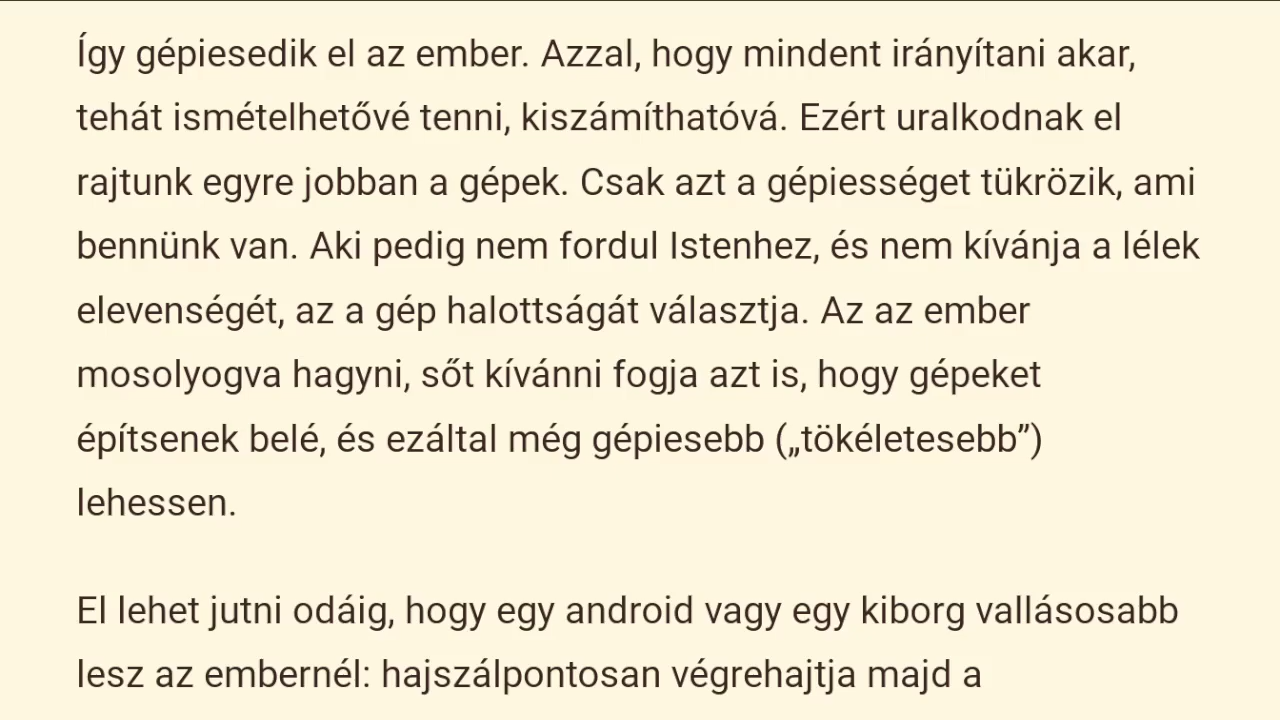 Így gépiesedik el az ember. Azzal, hogy mindent irányítani akar,
tehát ismételhetővé tenni, kiszámíthatóvá. Ezért uralkodnak el
rajtunk egyre jobban a gépek. Csak azt a gépiességet tükrözik, ami
bennünk van. Aki pedig nem fordul Istenhez, és nem kívánja a lélek
elevenségét, az a gép halottságát választja. Az az ember
mosolyogva hagyni, sőt kívánni fogja azt is, hogy gépeket
építsenek belé, és ezáltal még gépiesebb („tökéletesebb”)
lehessen.
El lehet jutni odáig, hogy egy android vagy egy kiborg vallásosabb
lesz az embernél: hajszálpontosan végrehajtja majd a